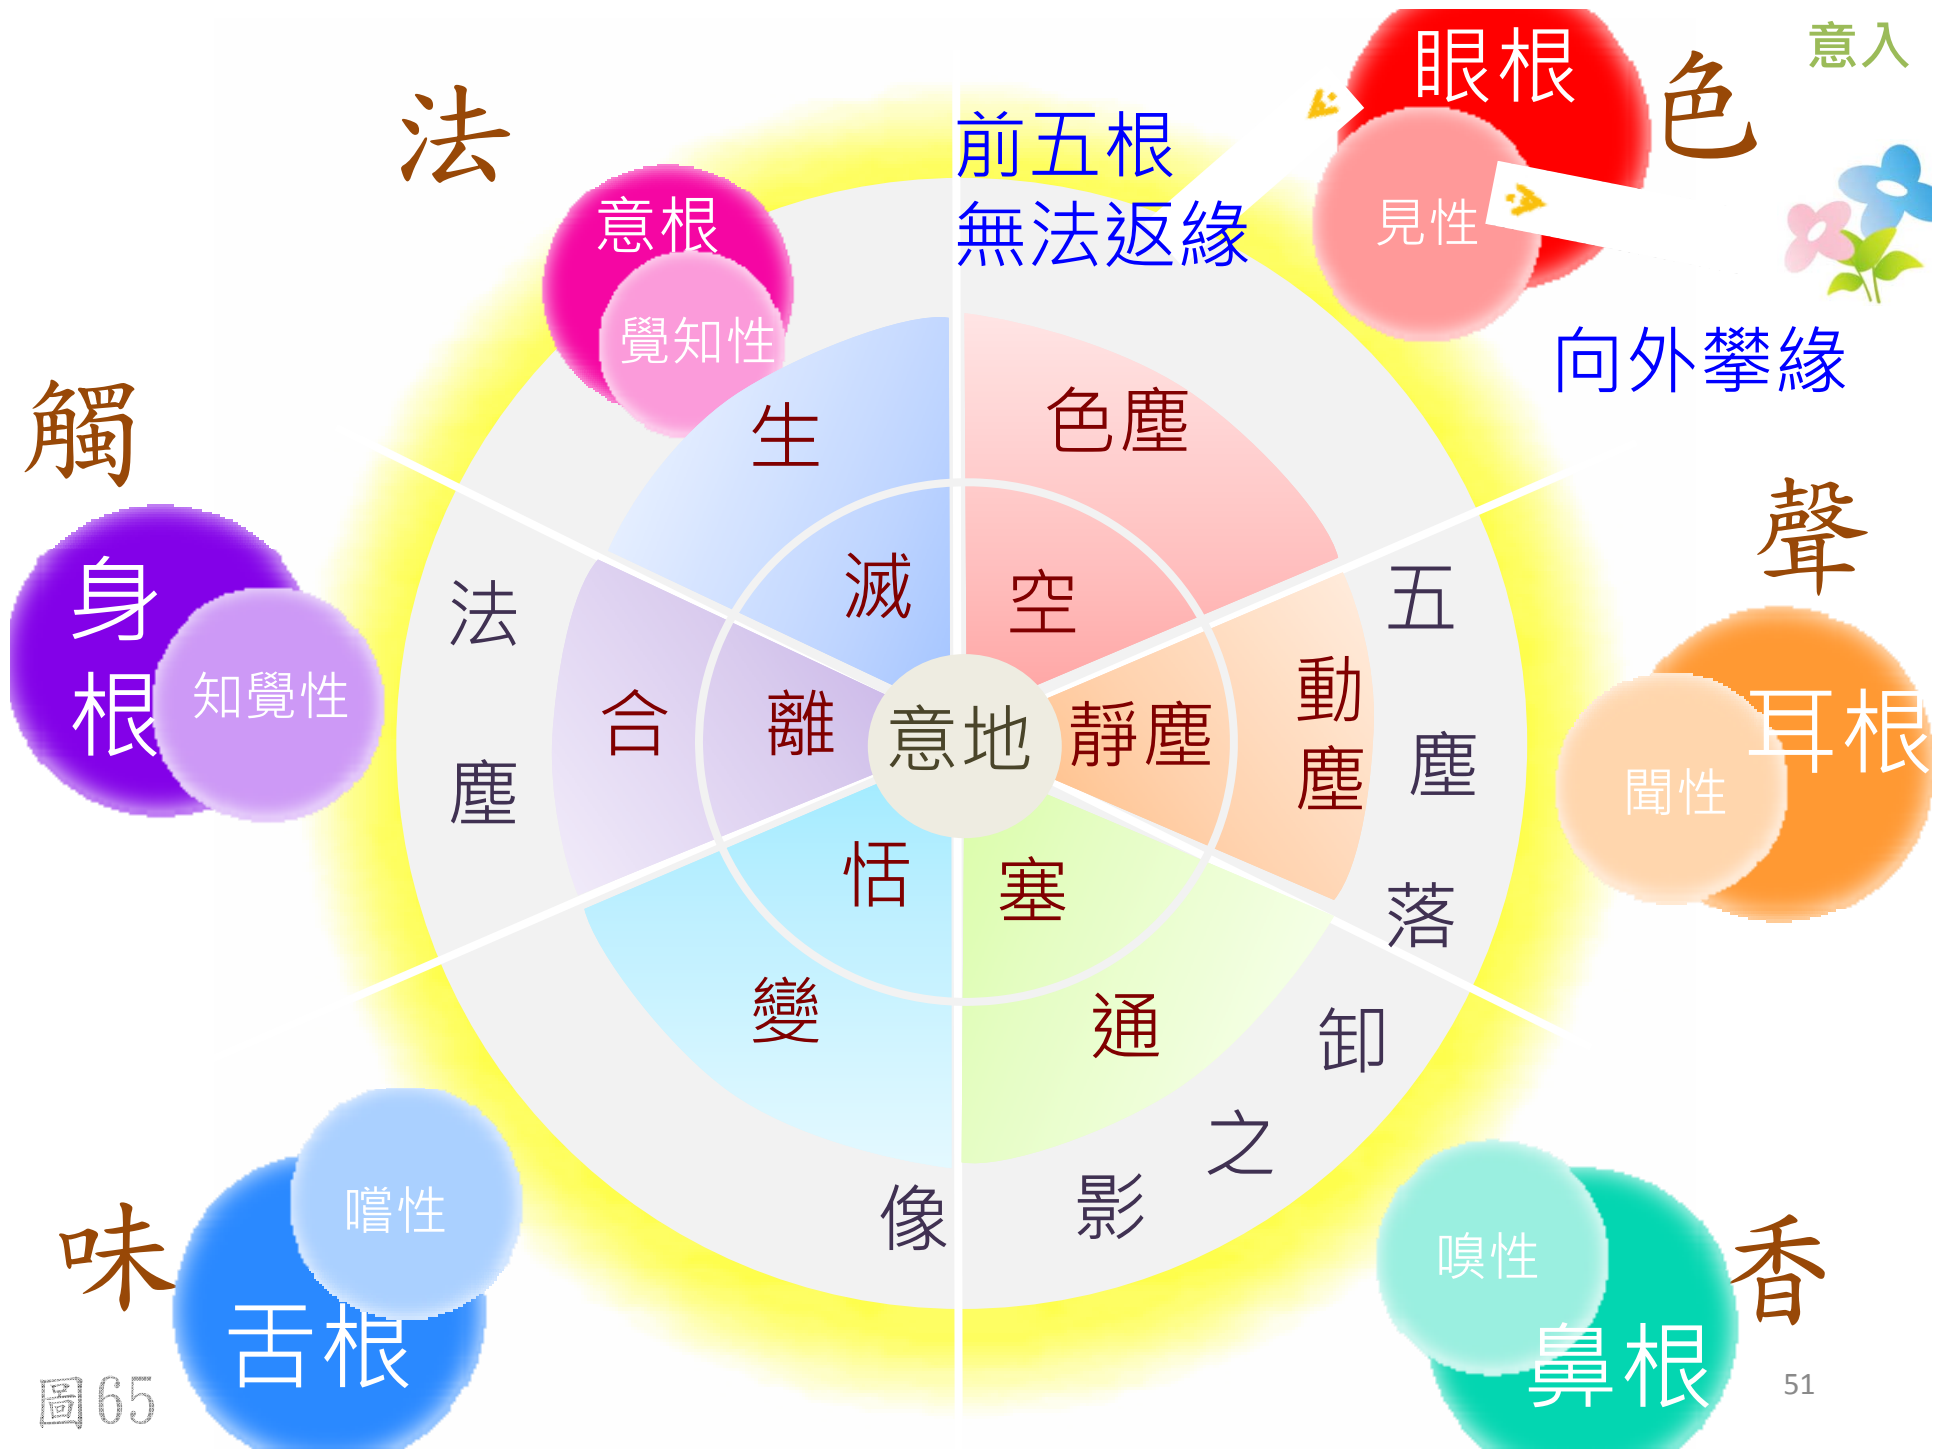 意入
眼根
色
見性
前五根
無法返緣
向外攀緣
法
意根
覺知性
觸
身
根
知覺性
聲
耳根
聞性
生
滅
色塵
空
法
塵
合
離
意地
靜塵
動
塵
五
塵
落
卸
之
影
像
恬
變
塞
通
味
嚐性
舌根
香
嗅性
鼻根
圖65
51